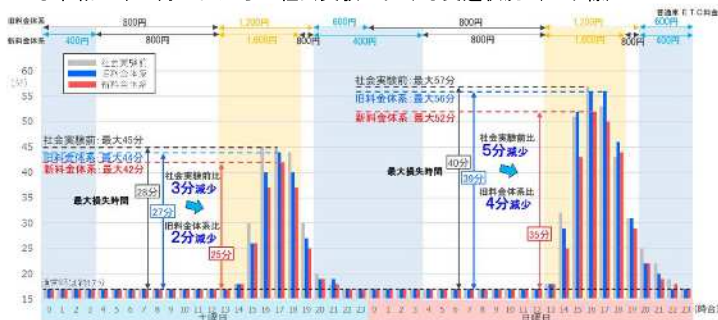 普通車 ETC料金
旧料金体系 800円 1,200円 600円 800円 1,200円 600円
新料金体系 400円 800円 1,600円 800円 400円 800円 1,600円 800円 400円
60
55
50
45
40
35
30
25
20
15
社会実験前
旧料金体系
新料金体系
社会実験前:最大45分
旧料金体系:最大44分
新料金体系:最大42分
最大損失時間
28分
27分
25分
社会実験前比
3分減少
旧料金体系比
2分減少
社会実験前:最大57分
旧料金体系:最大56分
新料金体系:最大52分
最大損失時間
40分
39分
35分
社会実験前比
5分減少
旧料金体系比
4分減少
0 1 2 3 4 5 6 7 8 9 10 11 12 13 14 15 16 17 18 19 20 21 22 23 0 1 2 3 4 5 6 7 8 9 10 11 12 13 14 15 16 17 18 19 20 21 22 23 [時台]
土曜日 日曜日